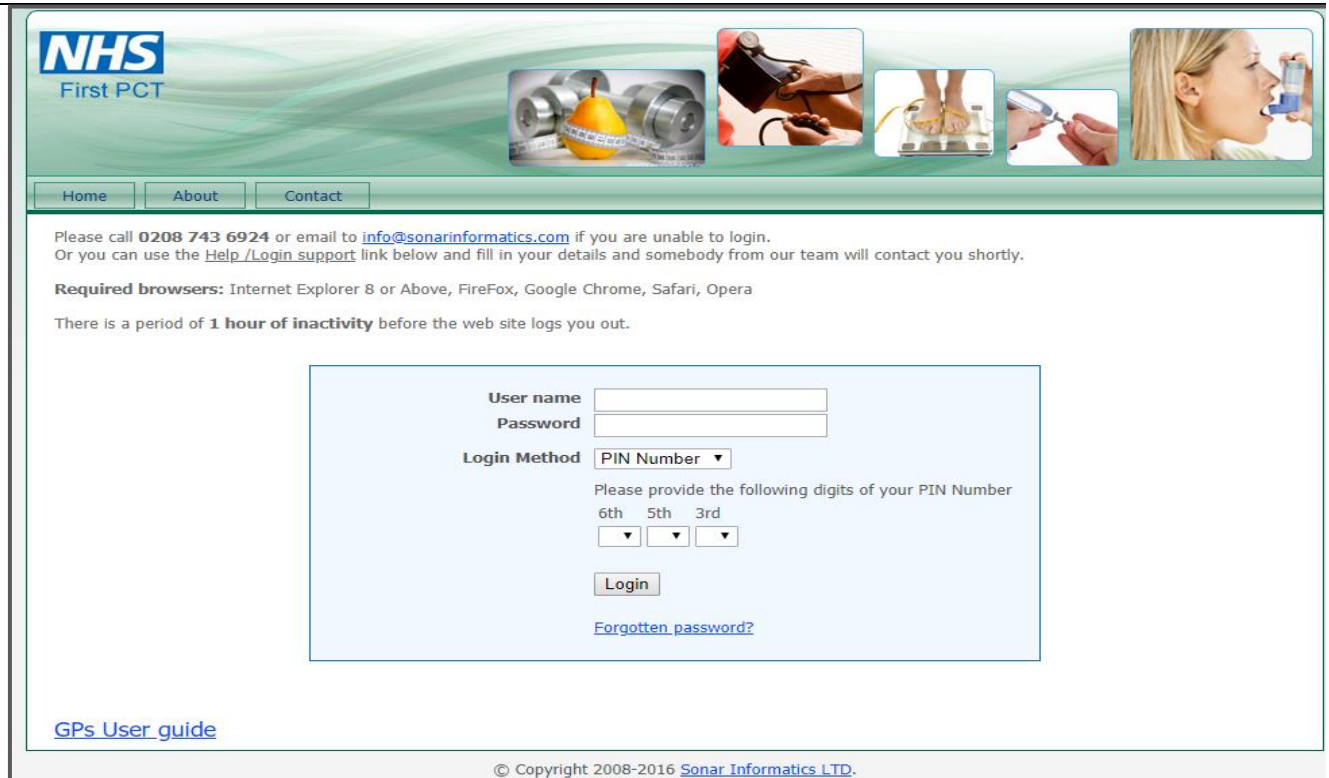 NHS
First PCT
Home About Contact
Please call 0208 743 6924 or email to info@sonarinformatics.com if you are unable to login.
Or you can use the Help /Login support link below and fill in your details and somebody from our team will contact you shortly.
Required browsers: Internet Explorer 8 or Above, FireFox, Google Chrome, Safari, Opera
There is a period of 1 hour of inactivity before the web site logs you out.
User name
Password
Login Method PIN Number
Please provide the following digits of your PIN Number
6th 5th 3rd
Login
Forgotten password?
GPs User guide
© Copyright 2008-2016 Sonar Informatics LTD.